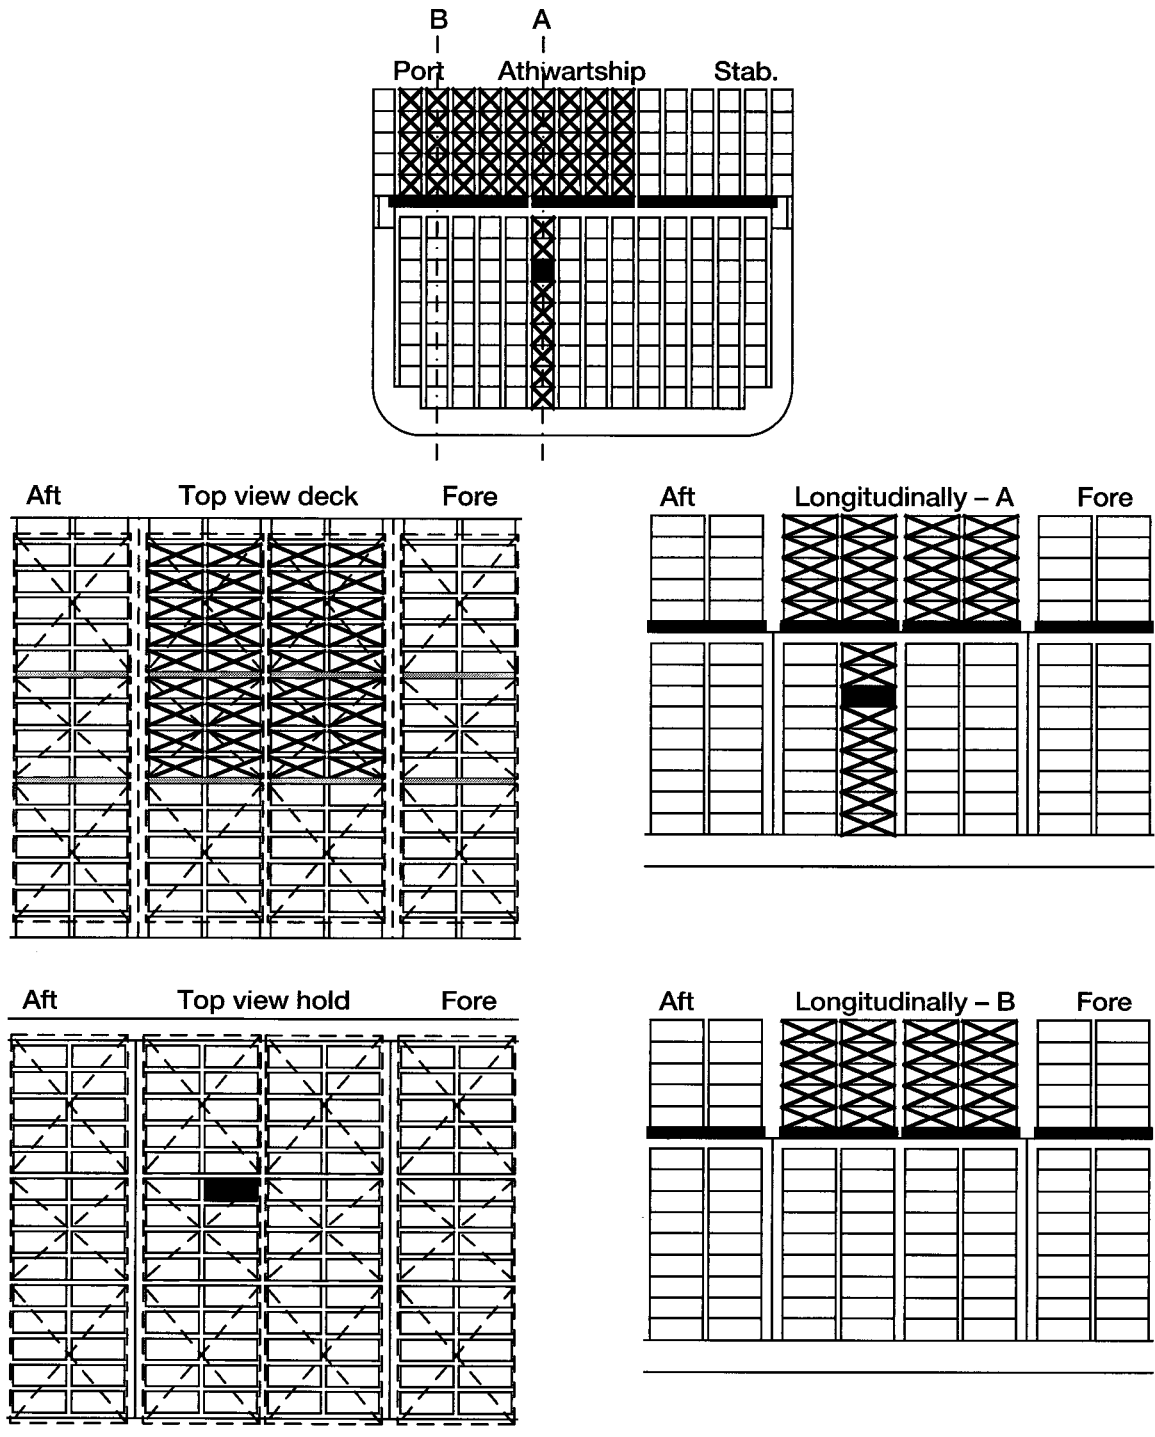 B A
Port Athwartship Stab.
Aft Top view deck Fore
Aft Longitudinally – A Fore
Aft Top view hold Fore
Aft Longitudinally – B Fore